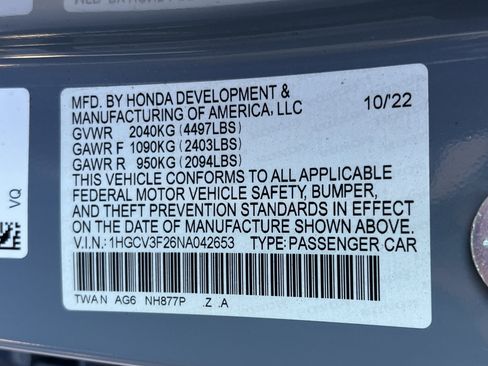 MFD. BY HONDA DEVELOPMENT &
MANUFACTURING OF AMERICA, LLC 10/22
GVWR 2040KG (4497LBS)
GAWR F 1090KG (2403LBS)
GAWR R 950KG (2094LBS)
THIS VEHICLE CONFORMS TO ALL APPLICABLE
FEDERAL MOTOR VEHICLE SAFETY, BUMPER,
AND THEFT PREVENTION STANDARDS IN EFFECT
ON THE DATE OF MANUFACTURE SHOWN ABOVE.
V.I.N.: 1HGCV3F26NA042653 TYPE: PASSENGER CAR
TWA N AG6 NH877P .Z .A
VQ